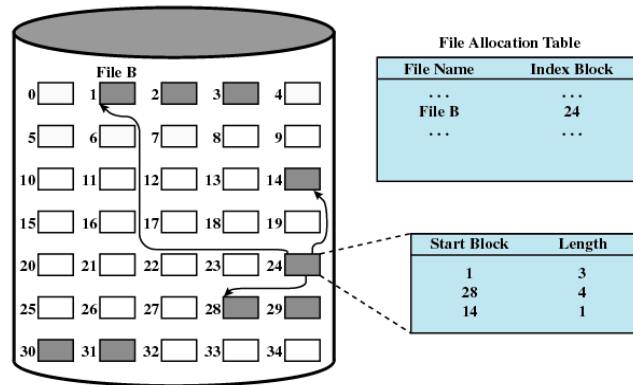 File Allocation Table
File Name Index Block
. . . . . .
File B 24
. . . . . .
File B
0 1 2 3 4
5 6 7 8 9
10 11 12 13 14
15 16 17 18 19
20 21 22 23 24
25 26 27 28 29
30 31 32 33 34
Start Block Length
1 3
28 4
14 1